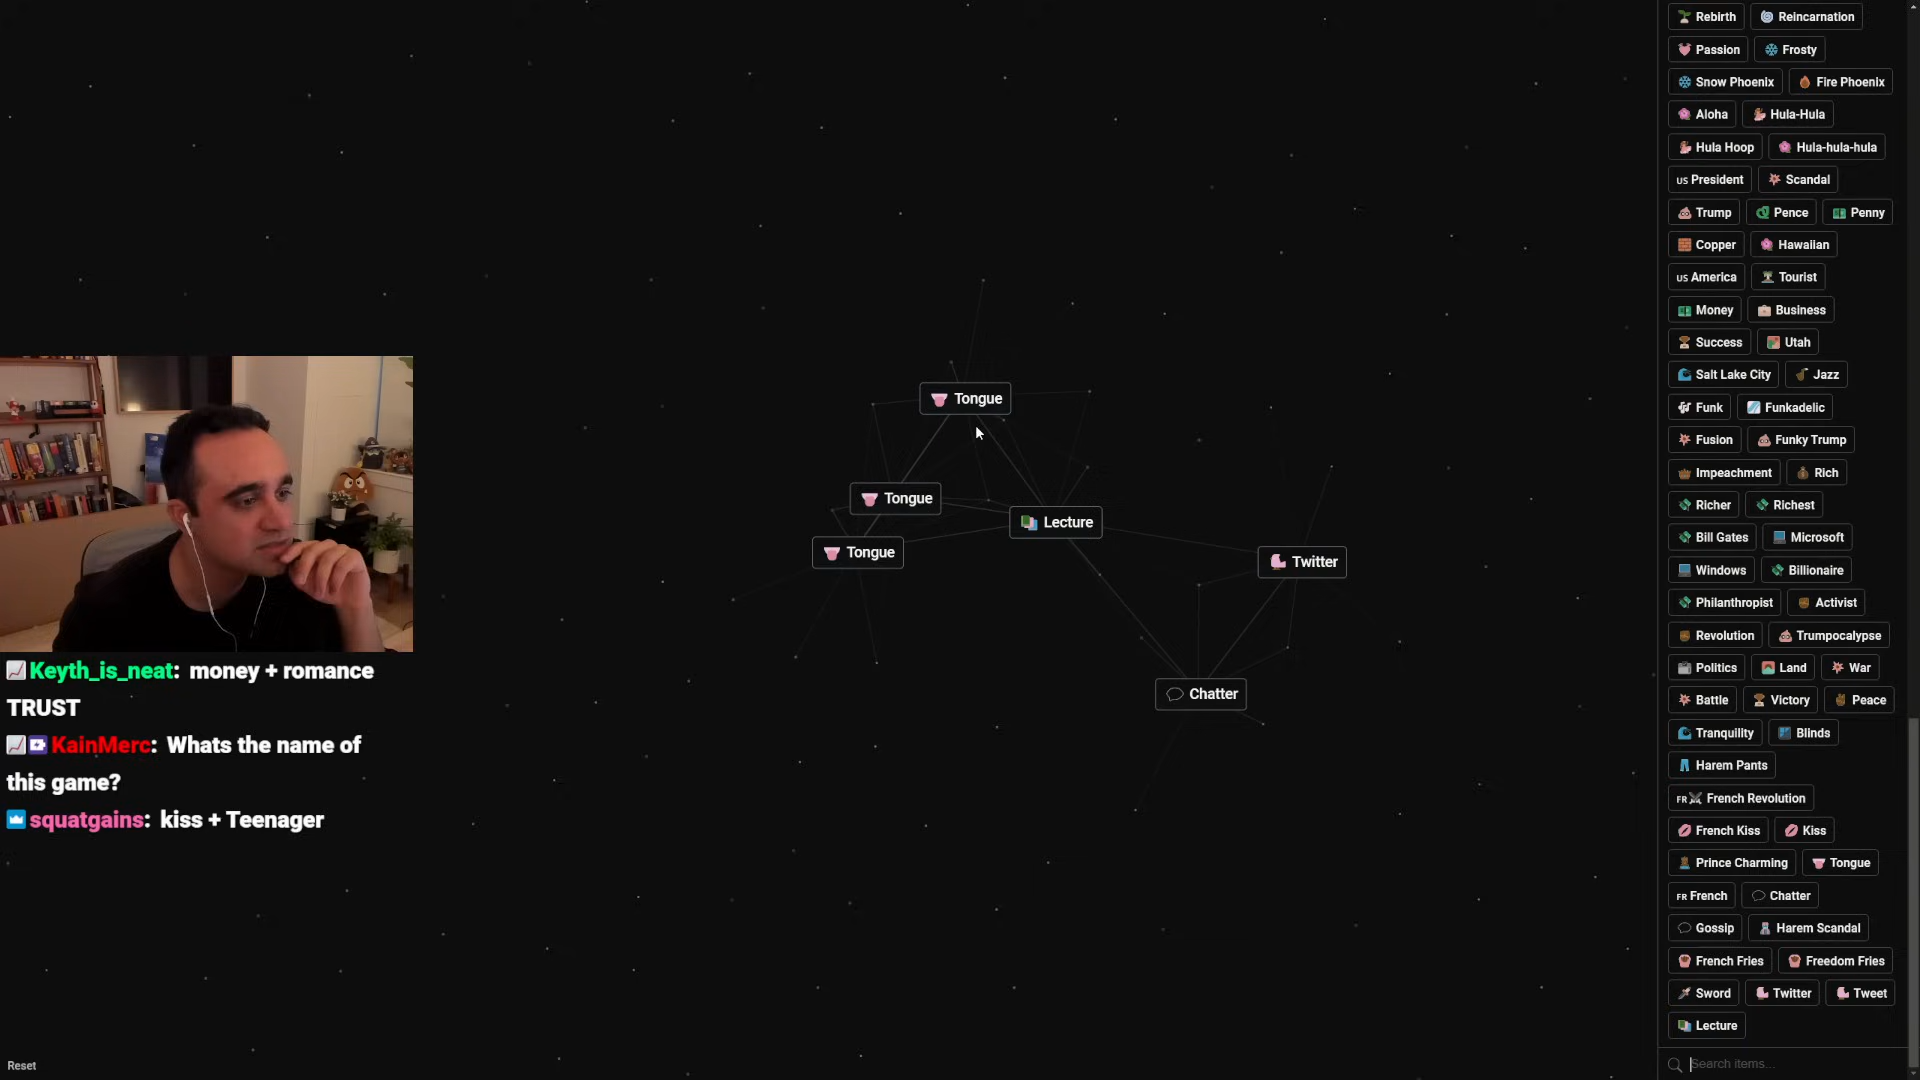 Rebirth Reincarnation
Passion Frosty
Snow Phoenix Fire Phoenix
Aloha Hula-Hula
Hula Hoop Hula-hula-hula
US President Scandal
Trump Pence Penny
Copper Hawaiian
US America Tourist
Money Business
Success Utah
Salt Lake City Jazz
Funk Funkadelic
Fusion Funky Trump
Impeachment Rich
Richer Richest
Bill Gates Microsoft
Windows Billionaire
Philanthropist Activist
Revolution Trumpocalypse
Politics Land War
Battle Victory Peace
Tranquility Blinds
Harem Pants
FR French Revolution
French Kiss Kiss
Prince Charming Tongue
FR French Chatter
Gossip Harem Scandal
French Fries Freedom Fries
Sword Twitter Tweet
Lecture
Search items...
Tongue
Tongue
Lecture
Tongue
Twitter
Chatter
Keyth_is_neat: money + romance
TRUST
KainMerc: Whats the name of
this game?
squatgains: kiss + Teenager
Reset